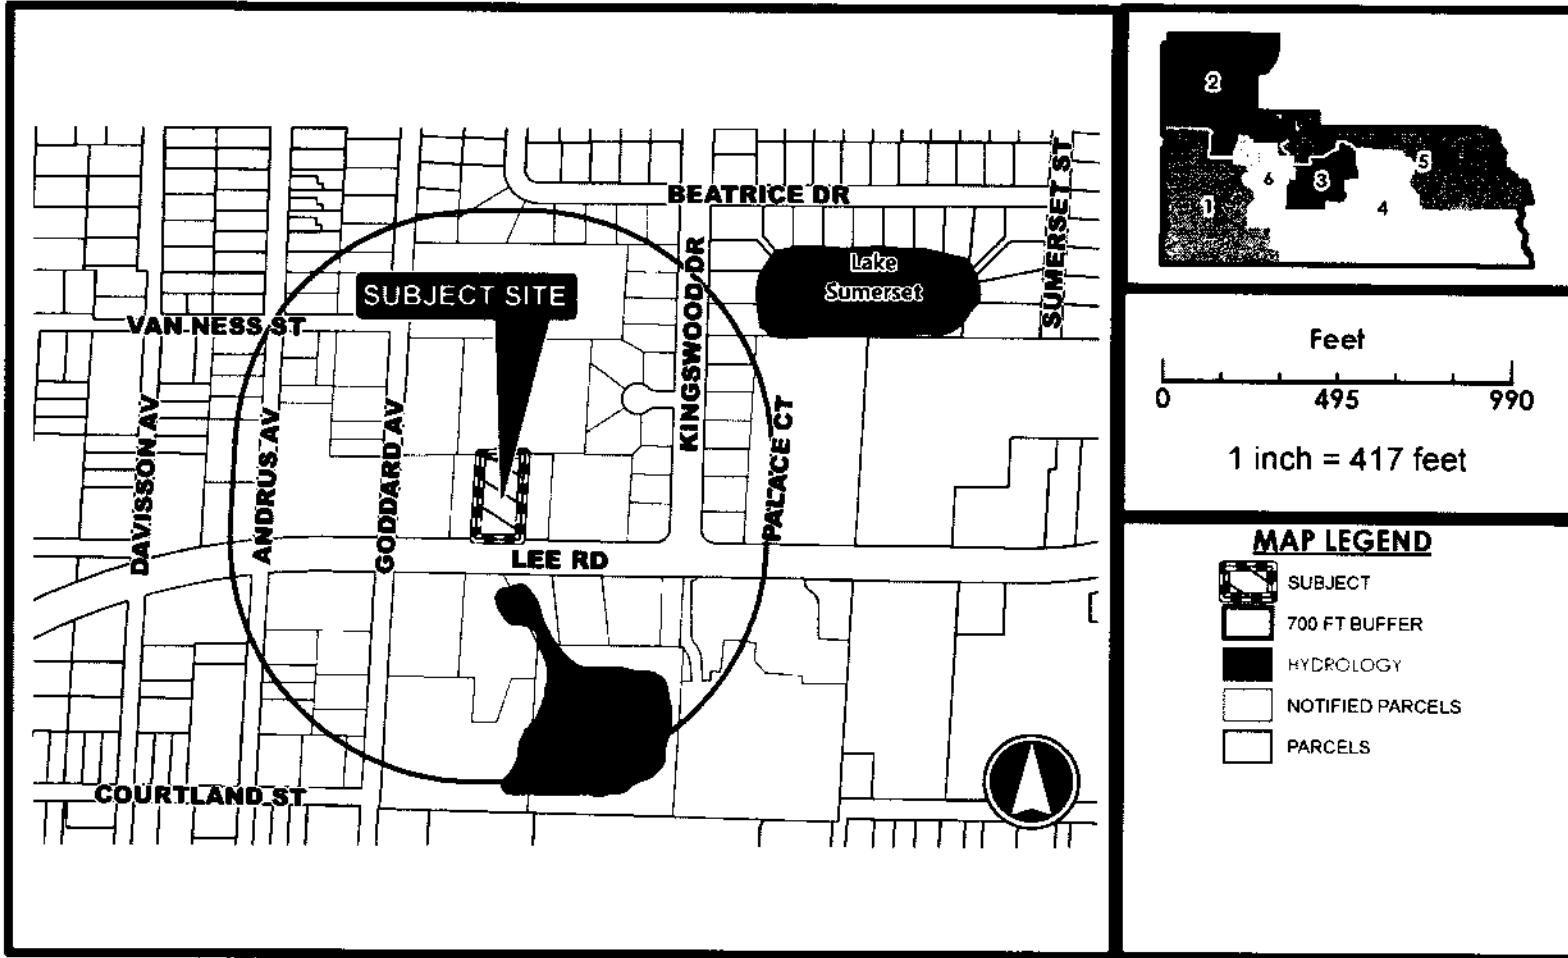 BEATRICE DR
SUMERSET ST
KINGSWOOD DR
Lake
Sumerset
SUBJECT SITE
VAN NESS ST
DAVISSON AV
ANDRUS AV
GODDARD AV
PALACE CT
LEE RD
COURTLAND ST
2
5
6
3
1
4
Feet
0 495 990
1 inch = 417 feet
MAP LEGEND
SUBJECT
700 FT BUFFER
HYDROLOGY
NOTIFIED PARCELS
PARCELS